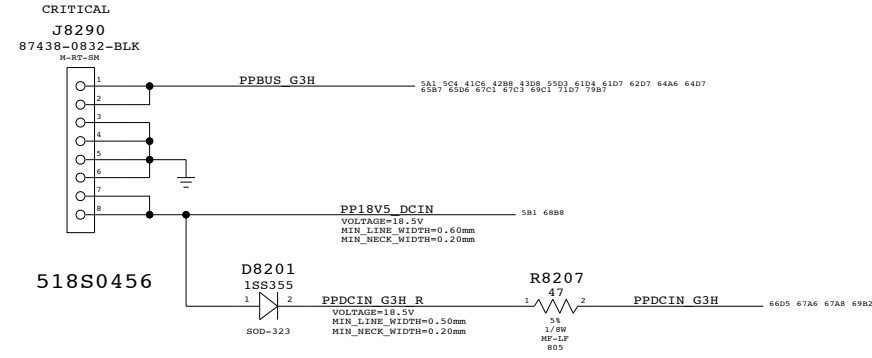 CRITICAL
J8290
87438-0832-BLK
M-RT-SM
1
2
3
4
5
6
7
8
PPBUS_G3H
5A1 5C4 41C6 42B8 43D8 55D3 61D4 61D7 62D7 64A6 64D7
65B7 65D6 67C1 67C3 69C1 71D7 79B7
PP18V5_DCIN
5B1 68B8
VOLTAGE=18.5V
MIN_LINE_WIDTH=0.60mm
MIN_NECK_WIDTH=0.20mm
518S0456
D8201
1SS355
1 2
SOD-323
PPDCIN_G3H_R
VOLTAGE=18.5V
MIN_LINE_WIDTH=0.50mm
MIN_NECK_WIDTH=0.20mm
R8207
47
1 2
5%
1/8W
MF-LF
805
PPDCIN_G3H
66D5 67A6 67A8 69B2